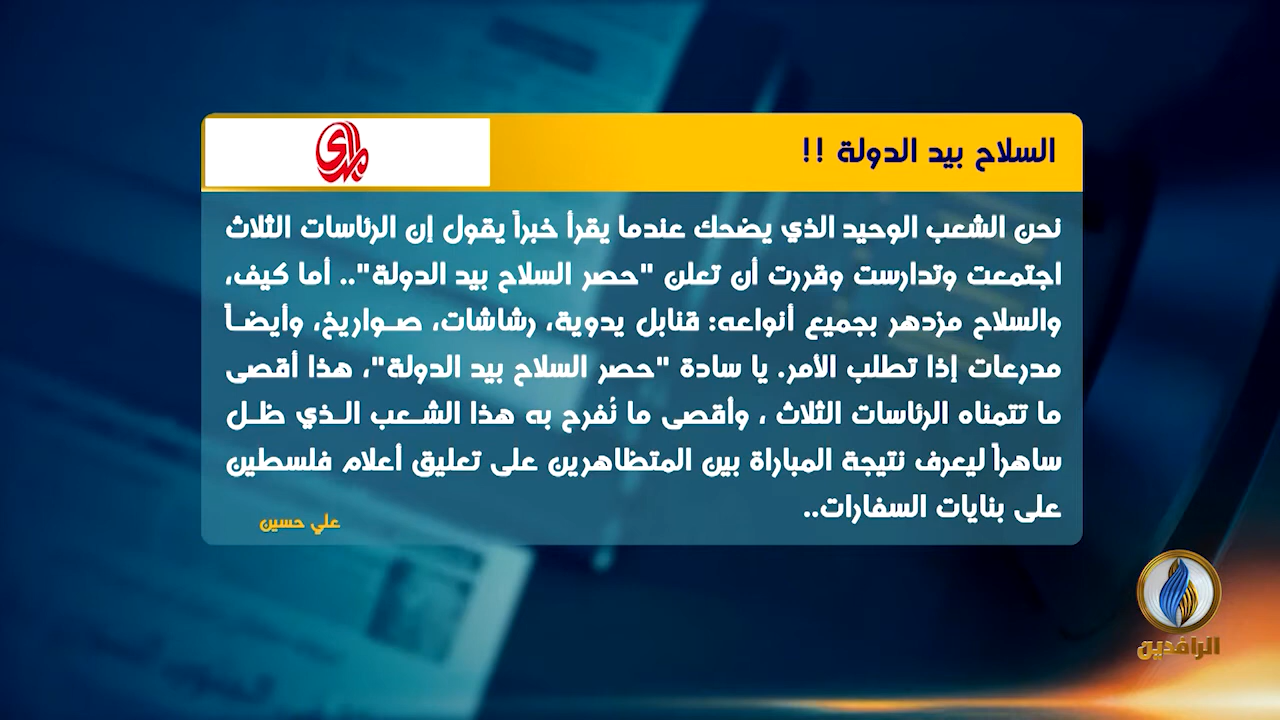 السلاح بيد الدولة !!
المدى
نحن الشعب الوحيد الذي يضحك عندما يقرأ خبراً يقول إن الرئاسات الثلاث
اجتمعت وتدارست وقررت أن تعلن "حصر السلاح بيد الدولة".. أما كيف،
والسلاح مزدهر بجميع أنواعه: قنابل يدوية، رشاشات، صواريخ، وأيضاً
مدرعات إذا تطلب الأمر. يا سادة "حصر السلاح بيد الدولة"، هذا أقصى
ما تتمناه الرئاسات الثلاث ، وأقصى ما نُفرح به هذا الشعب الذي ظل
ساهراً ليعرف نتيجة المباراة بين المتظاهرين على تعليق أعلام فلسطين
على بنايات السفارات..
علي حسين
الرافدين